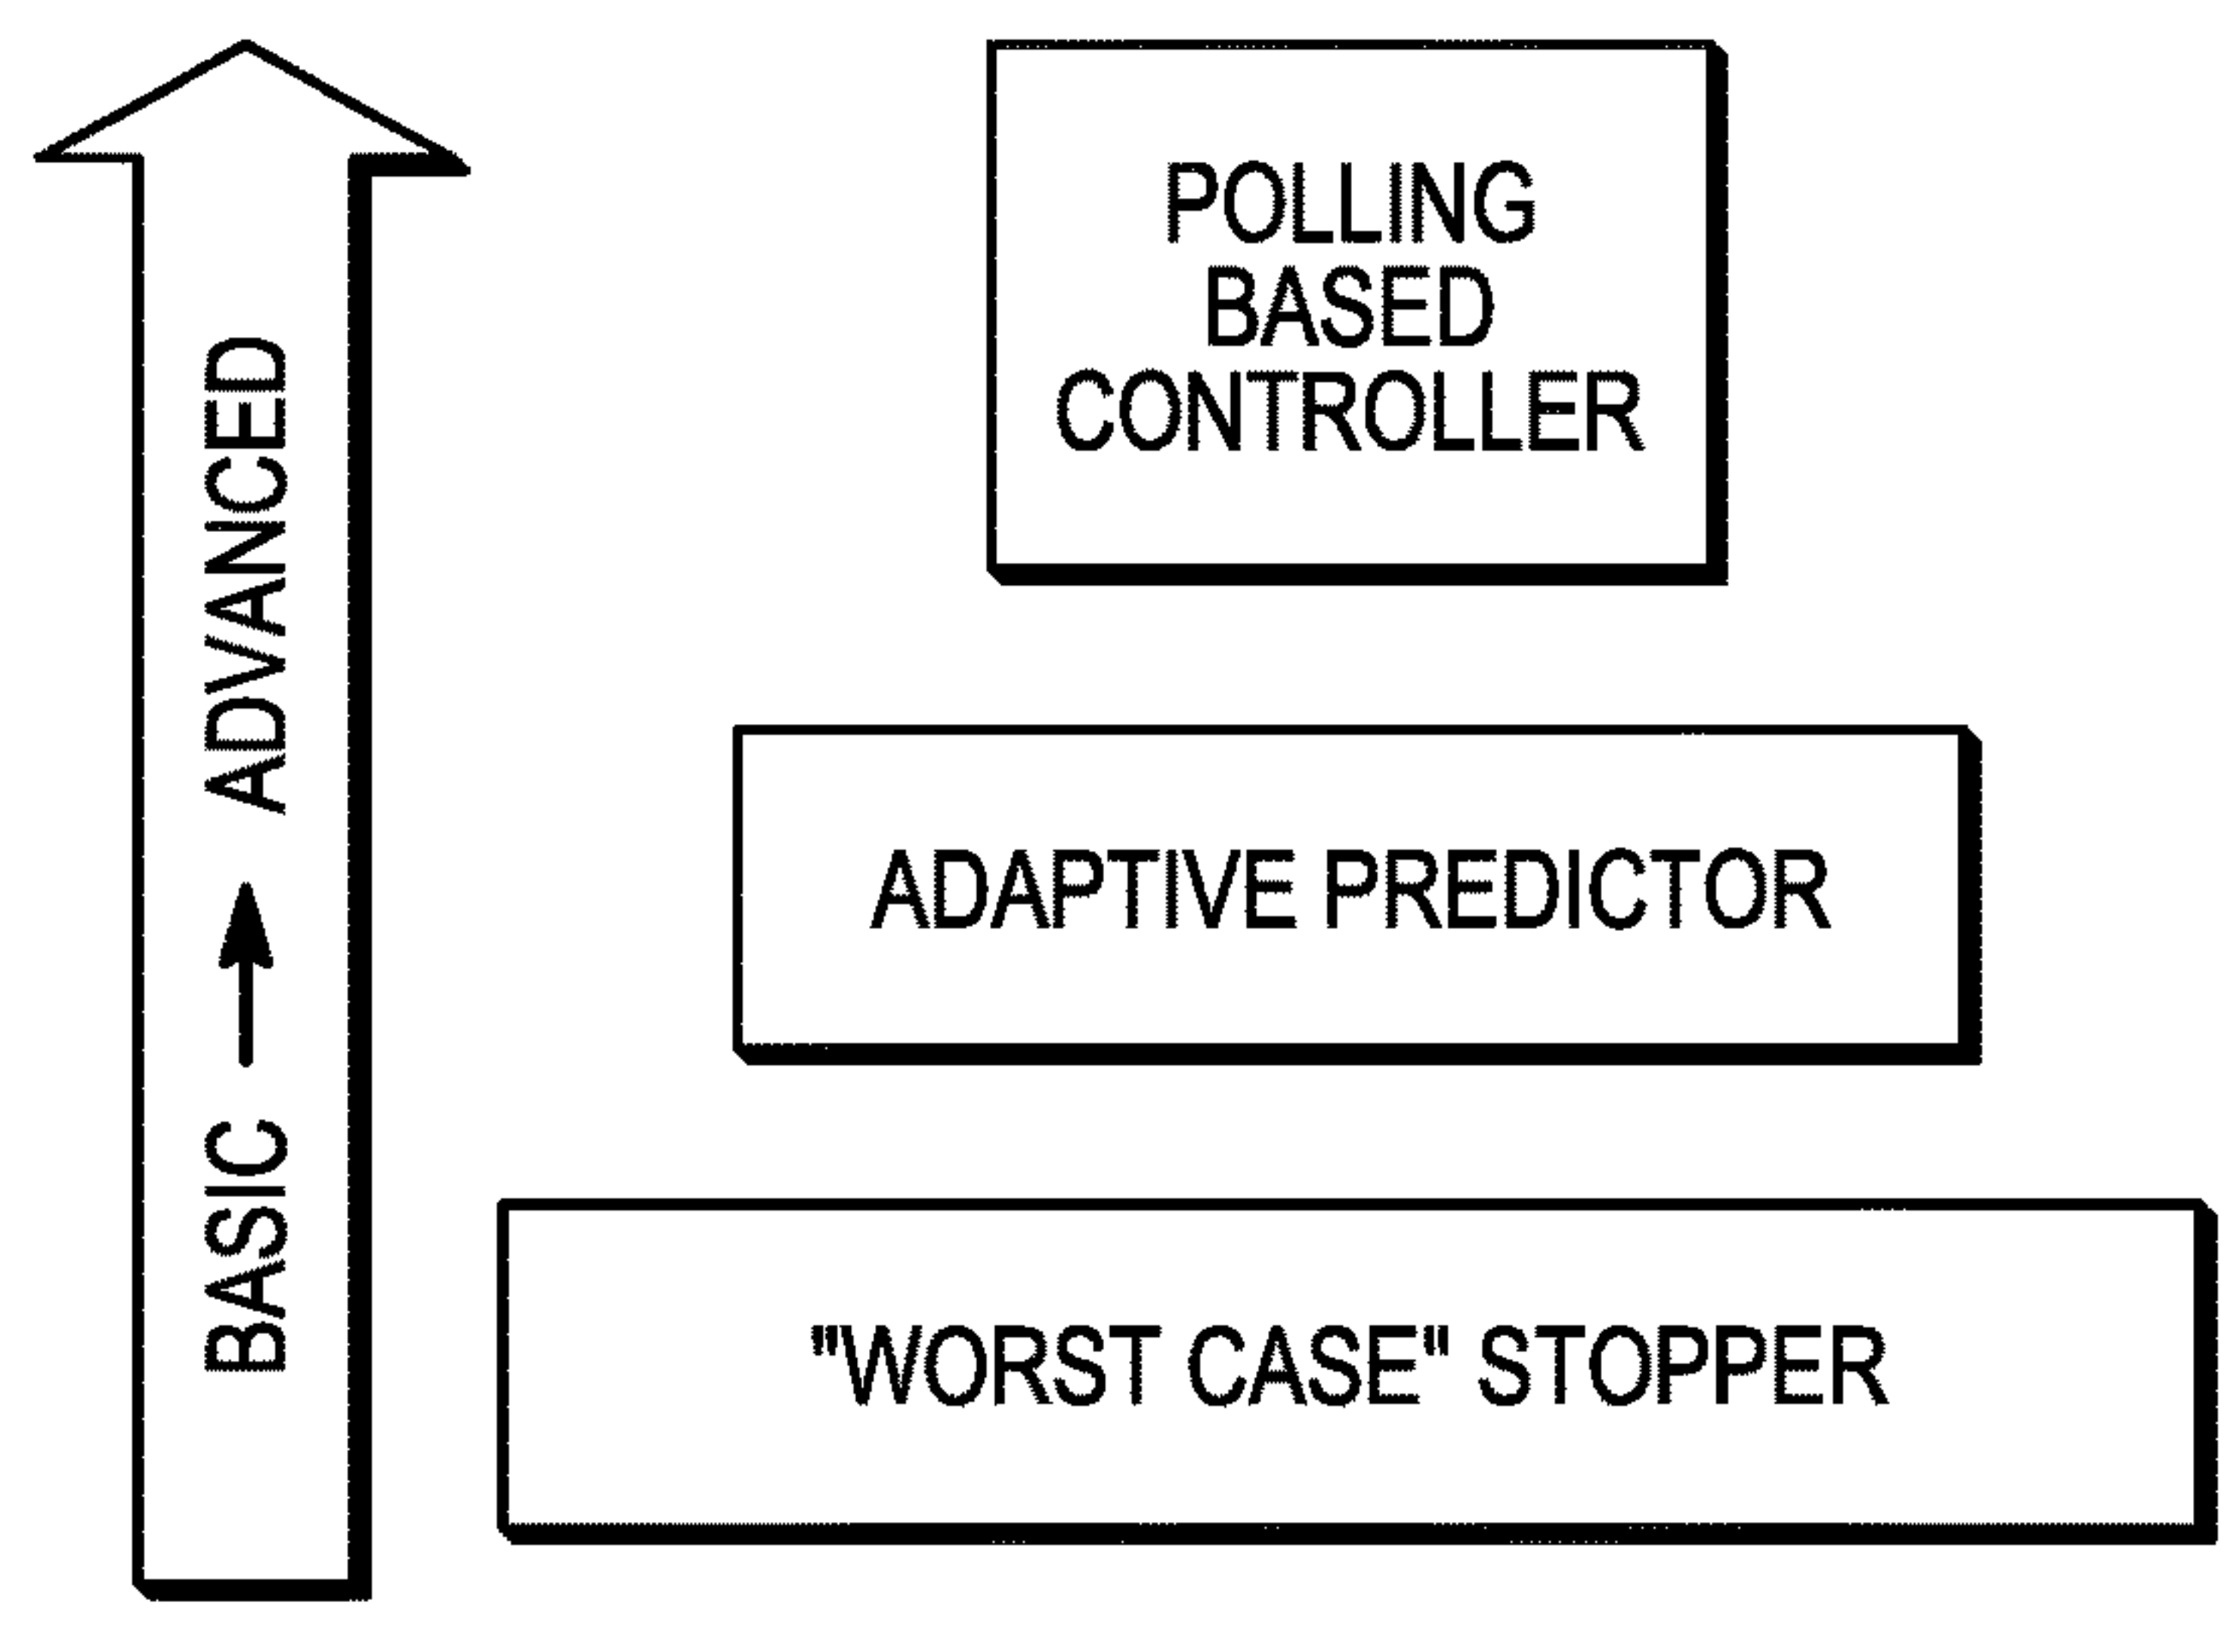 POLLING
BASED
CONTROLLER
BASIC → ADVANCED
ADAPTIVE PREDICTOR
"WORST CASE" STOPPER